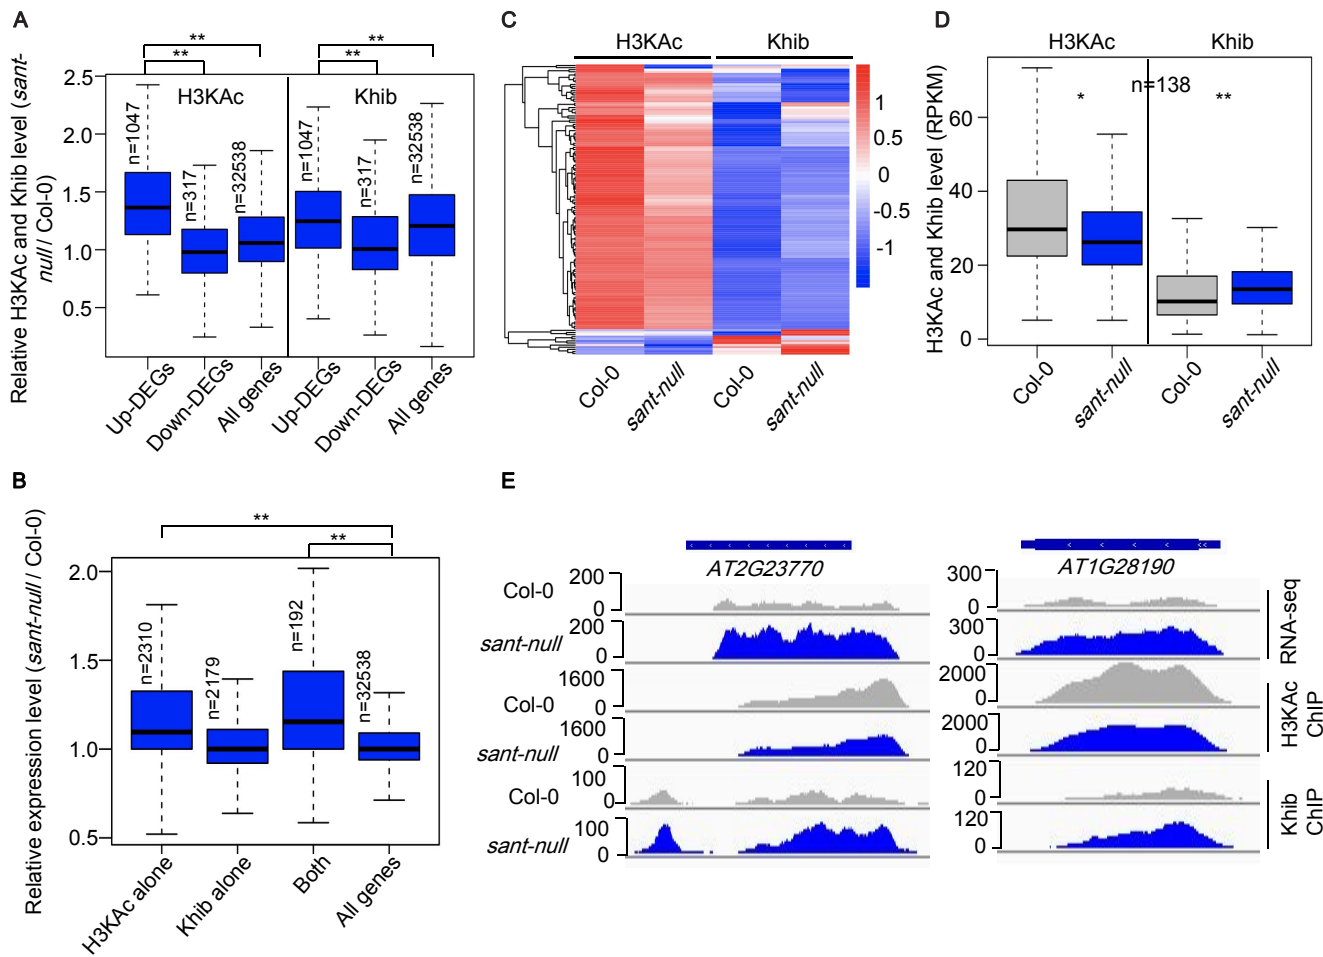 A
**
**
**
**
Relative H3KAc and Khib level (sant-
null / Col-0)
2.5
2.0
1.5
1.0
0.5
H3KAc
Khib
n=1047
n=317
n=32538
n=1047
n=317
n=32538
Up-DEGs
Down-DEGs
All genes
Up-DEGs
Down-DEGs
All genes
B
**
**
Relative expression level (sant-null / Col-0)
2.0
1.5
1.0
0.5
n=2310
n=2179
n=192
n=32538
H3KAc alone
Khib alone
Both
All genes
C
H3KAc
Khib
1
0.5
0
-0.5
-1
Col-0
sant-null
Col-0
sant-null
D
H3KAc
Khib
n=138
*
**
H3KAc and Khib level (RPKM)
60
40
20
0
Col-0
sant-null
Col-0
sant-null
E
AT2G23770
AT1G28190
Col-0
200
0
300
0
sant-null
200
0
300
0
RNA-seq
Col-0
1600
0
2000
0
sant-null
1600
0
2000
0
H3KAc
ChIP
Col-0
100
0
120
0
sant-null
100
0
120
0
Khib
ChIP